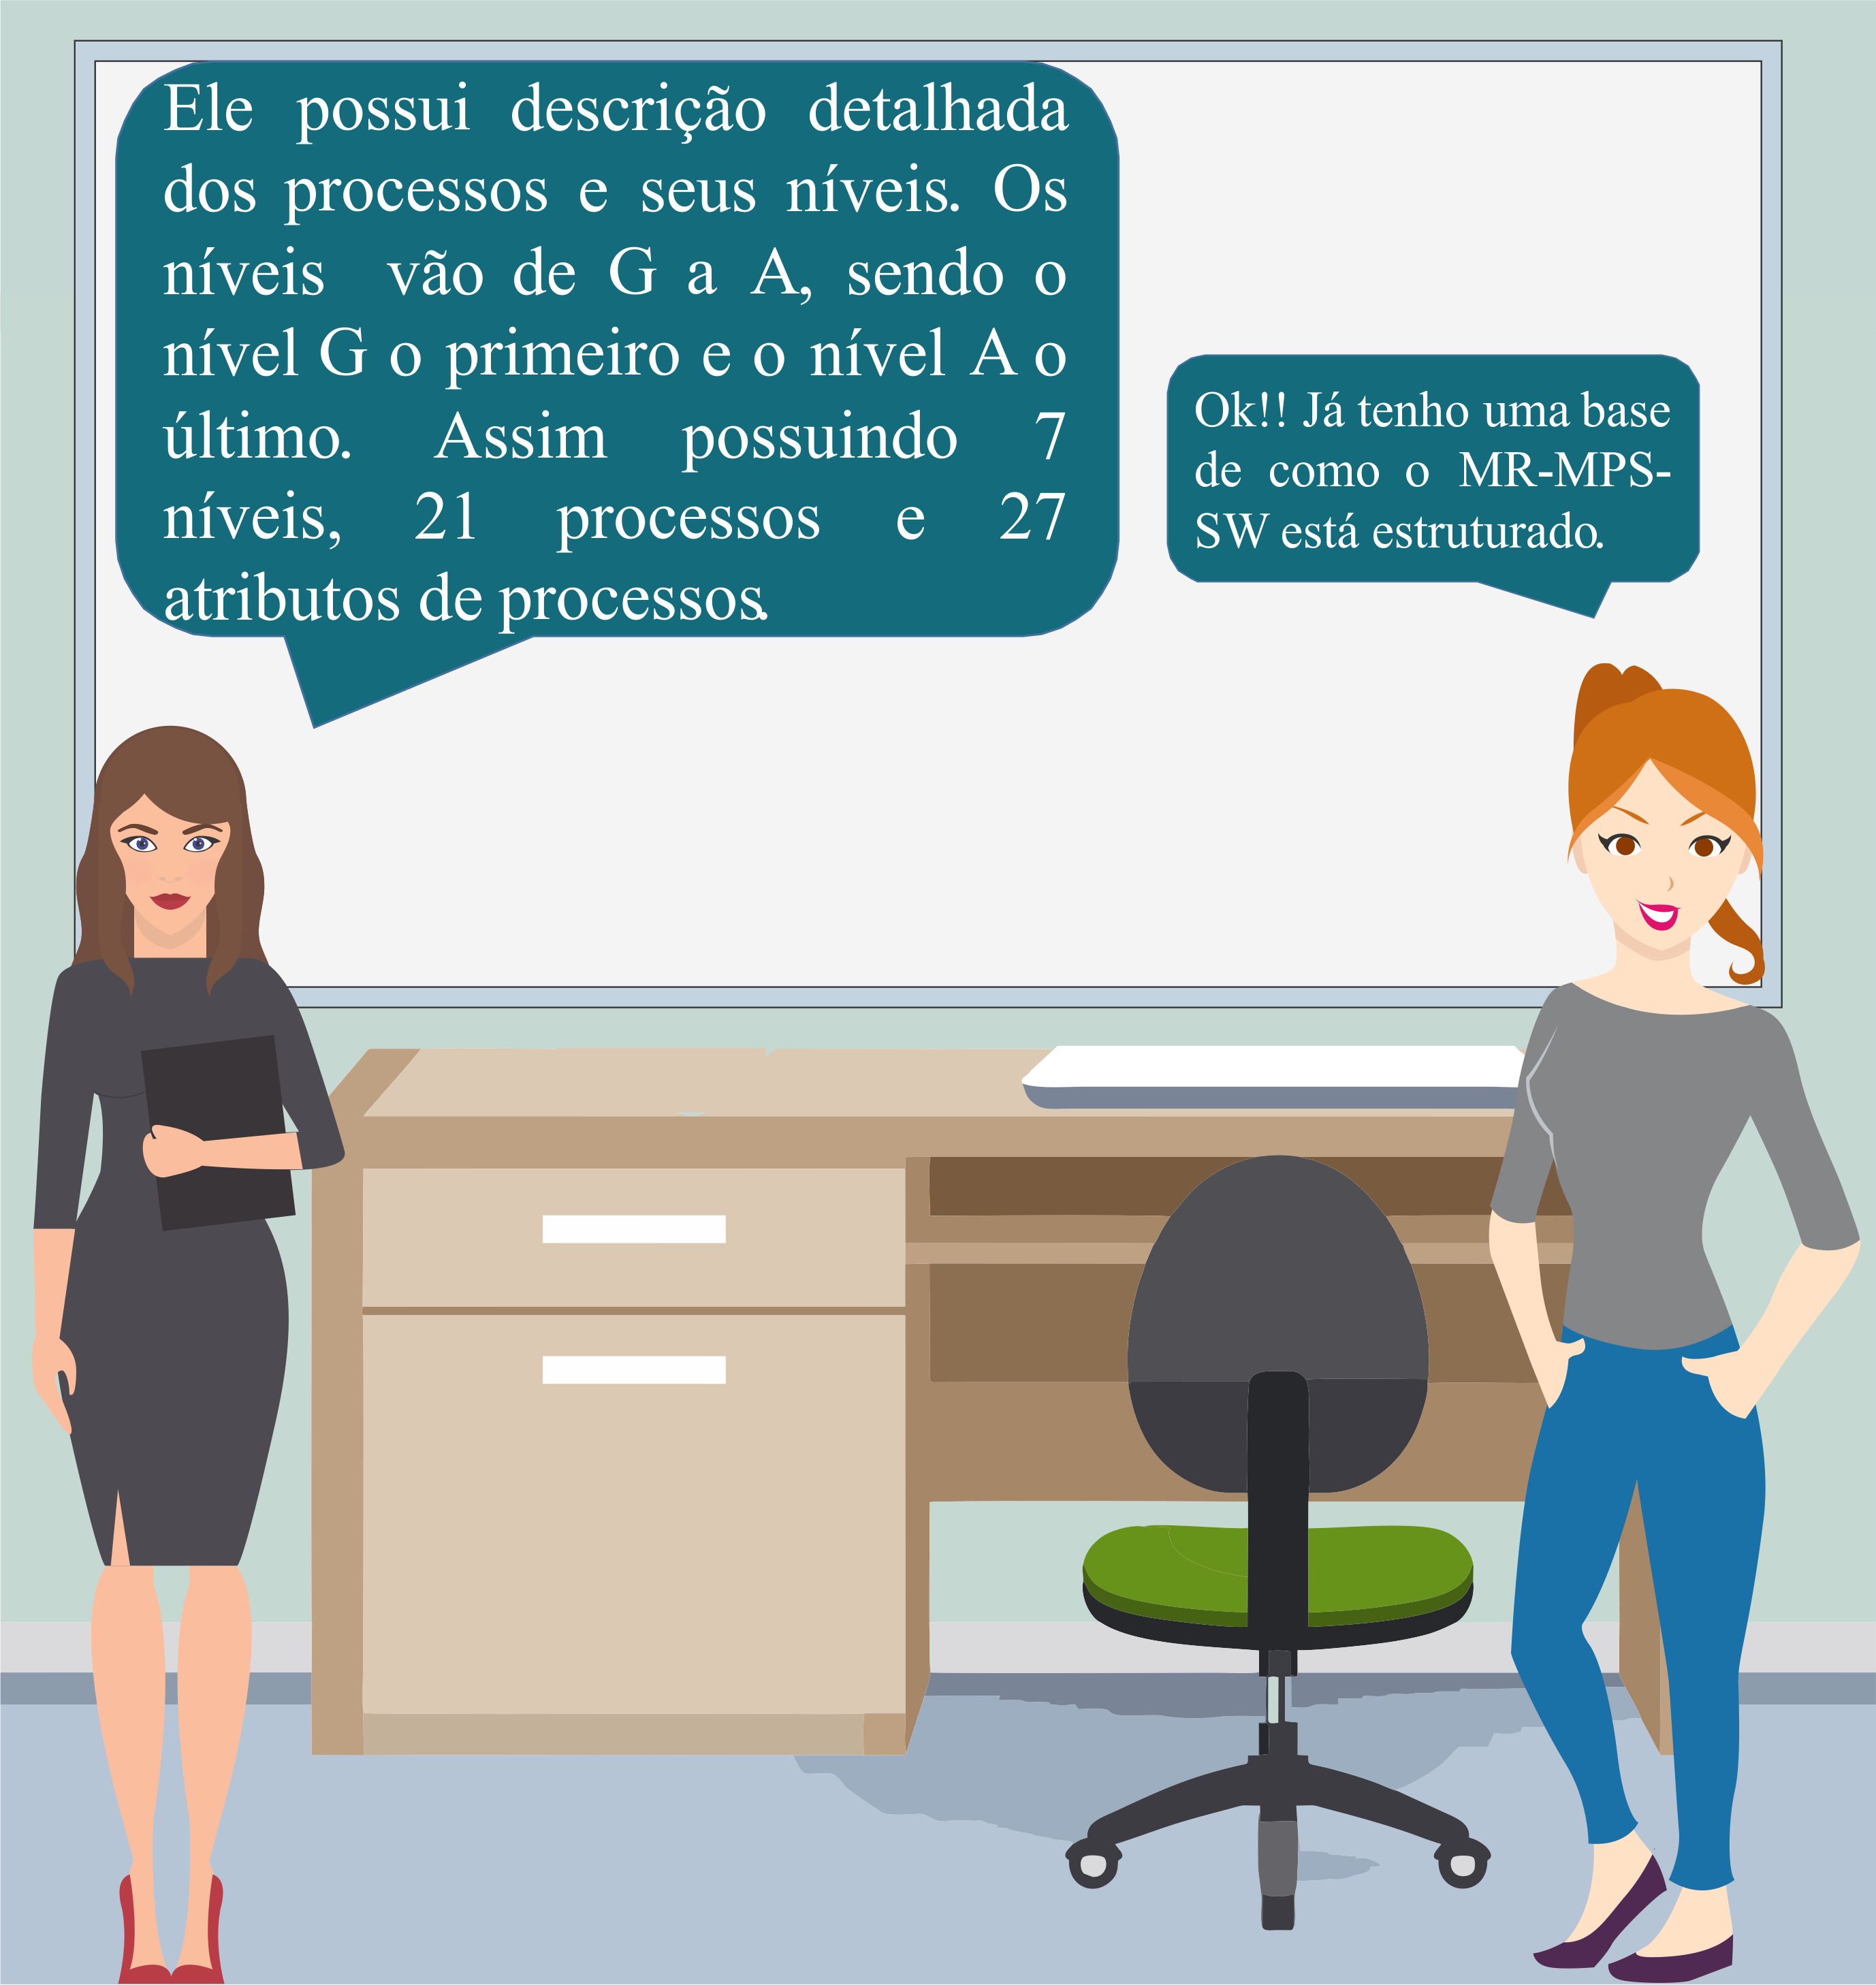 Ele possui descrição detalhada
dos processos e seus níveis. Os
níveis vão de G a A, sendo o
nível G o primeiro e o nível A o
último. Assim possuindo 7
níveis, 21 processos e 27
atributos de processos.
Ok!! Já tenho uma base
de como o MR-MPS-
SW está estruturado.